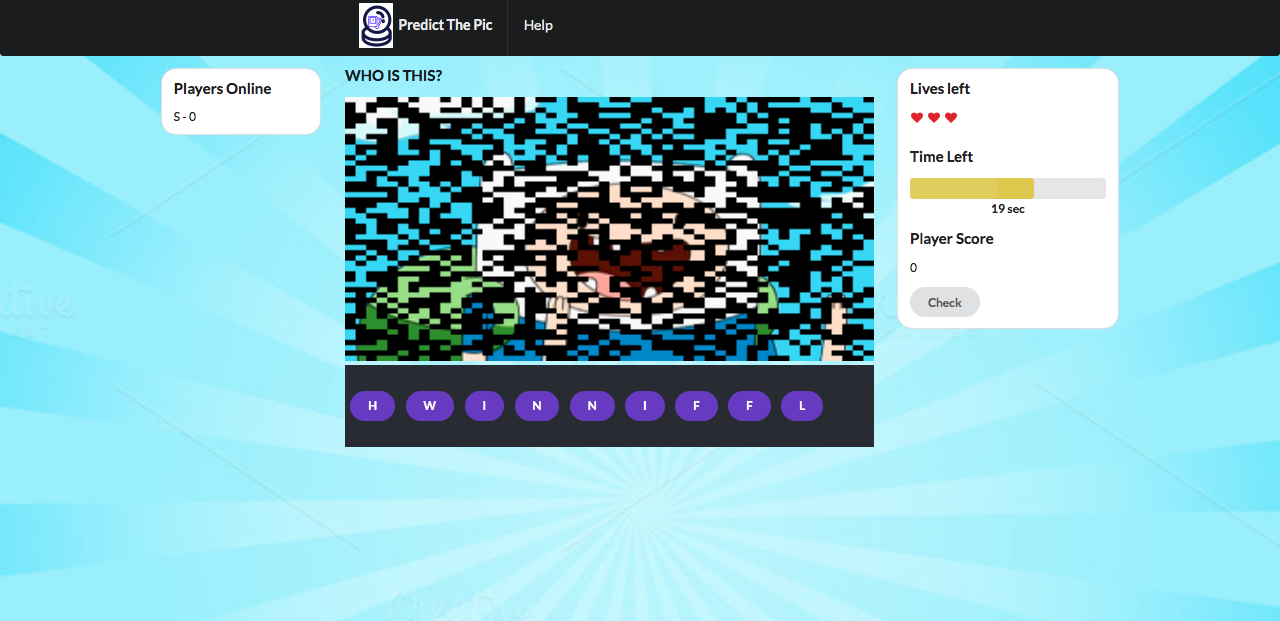 Predict The Pic
Help
Players Online
S - 0
WHO IS THIS?
H W I N N I F F L
Lives left
Time Left
19 sec
Player Score
0
Check